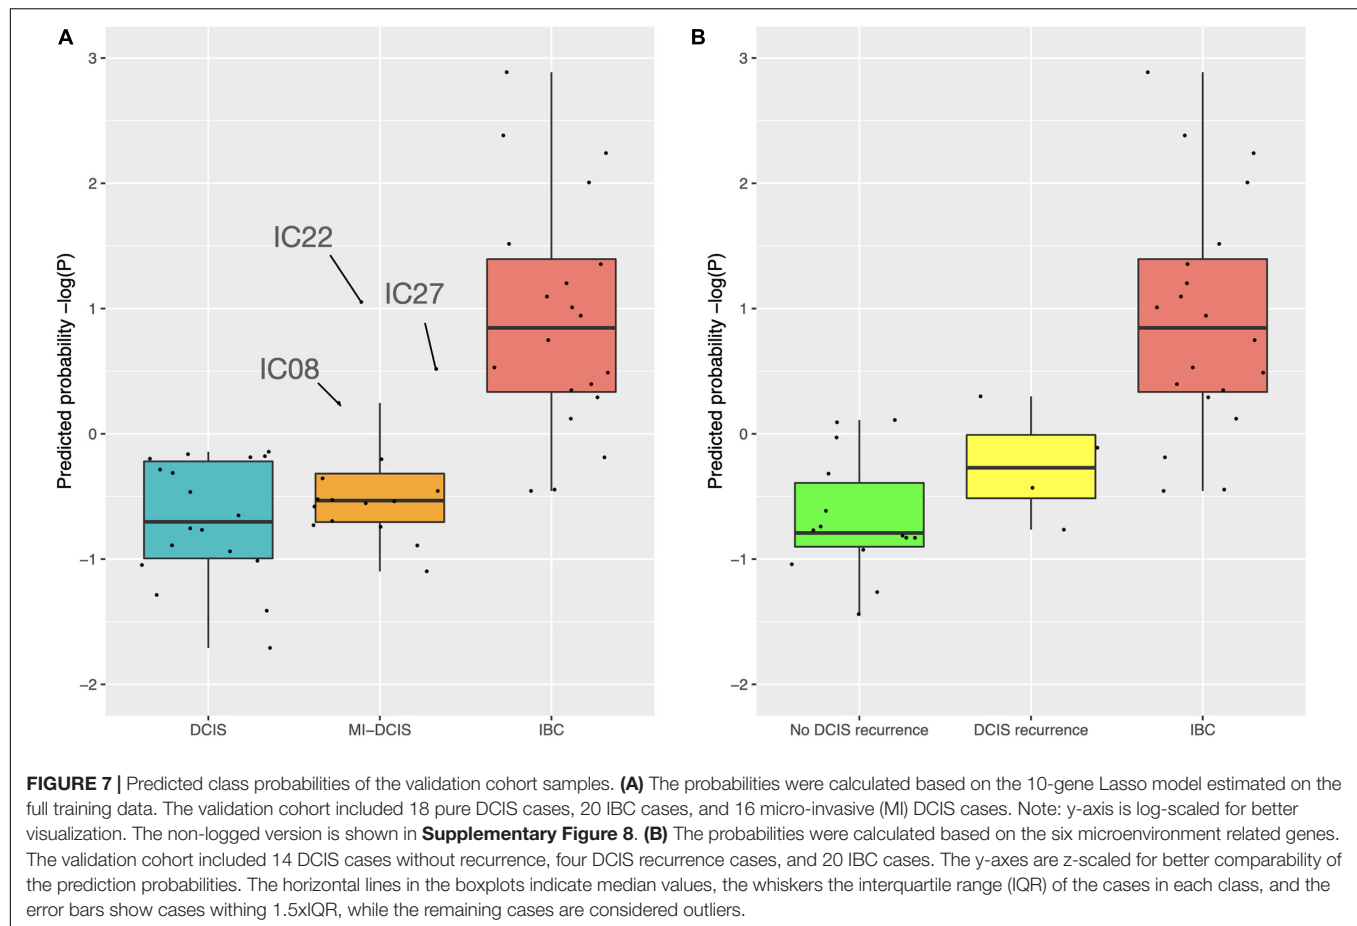 A
3
2
1
0
−1
−2
Predicted probability −log(P)
IC22
IC27
IC08
DCIS
MI−DCIS
IBC
B
3
2
1
0
−1
−2
Predicted probability −log(P)
No DCIS recurrence
DCIS recurrence
IBC
FIGURE 7 | Predicted class probabilities of the validation cohort samples. (A) The probabilities were calculated based on the 10-gene Lasso model estimated on the
full training data. The validation cohort included 18 pure DCIS cases, 20 IBC cases, and 16 micro-invasive (MI) DCIS cases. Note: y-axis is log-scaled for better
visualization. The non-logged version is shown in Supplementary Figure 8. (B) The probabilities were calculated based on the six microenvironment related genes.
The validation cohort included 14 DCIS cases without recurrence, four DCIS recurrence cases, and 20 IBC cases. The y-axes are z-scaled for better comparability of
the prediction probabilities. The horizontal lines in the boxplots indicate median values, the whiskers the interquartile range (IQR) of the cases in each class, and the
error bars show cases withing 1.5xIQR, while the remaining cases are considered outliers.